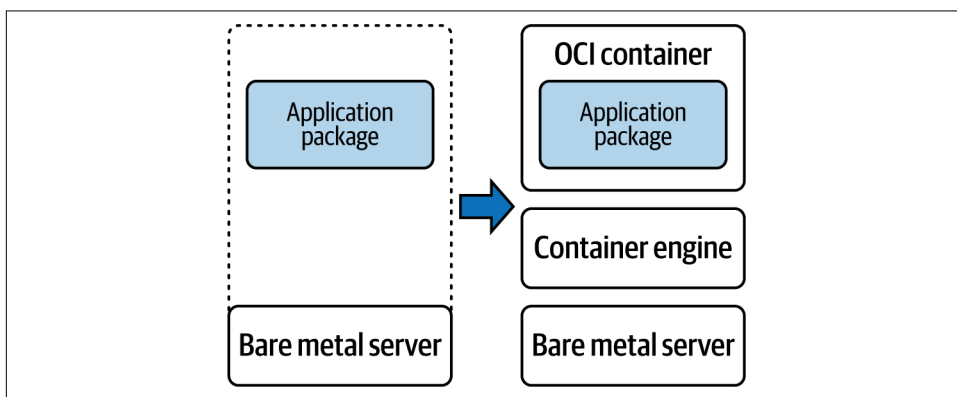 Application
package
Bare metal server
OCI container
Application
package
Container engine
Bare metal server